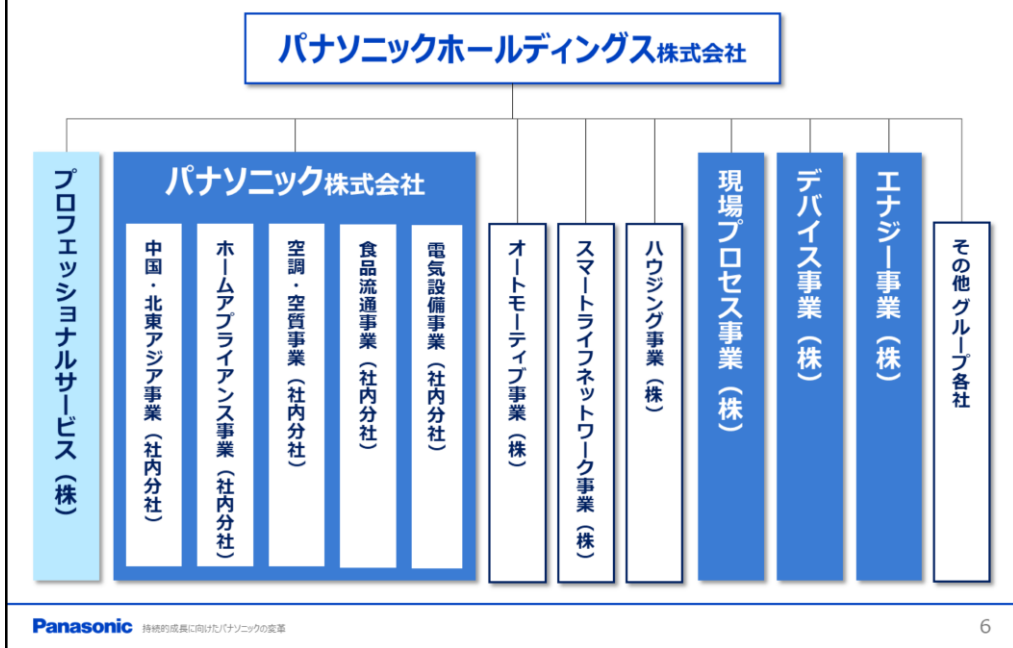 パナソニックホールディングス株式会社
プロフェッショナルサービス（株）
パナソニック株式会社
中国・北東アジア事業（社内分社）
ホームアプライアンス事業（社内分社）
空調・空質事業（社内分社）
食品流通事業（社内分社）
電気設備事業（社内分社）
オートモーティブ事業（株）
スマートライフネットワーク事業（株）
ハウジング事業（株）
現場プロセス事業（株）
デバイス事業（株）
エナジー事業（株）
その他 グループ各社
Panasonic 持続的成長に向けたパナソニックの変革
6